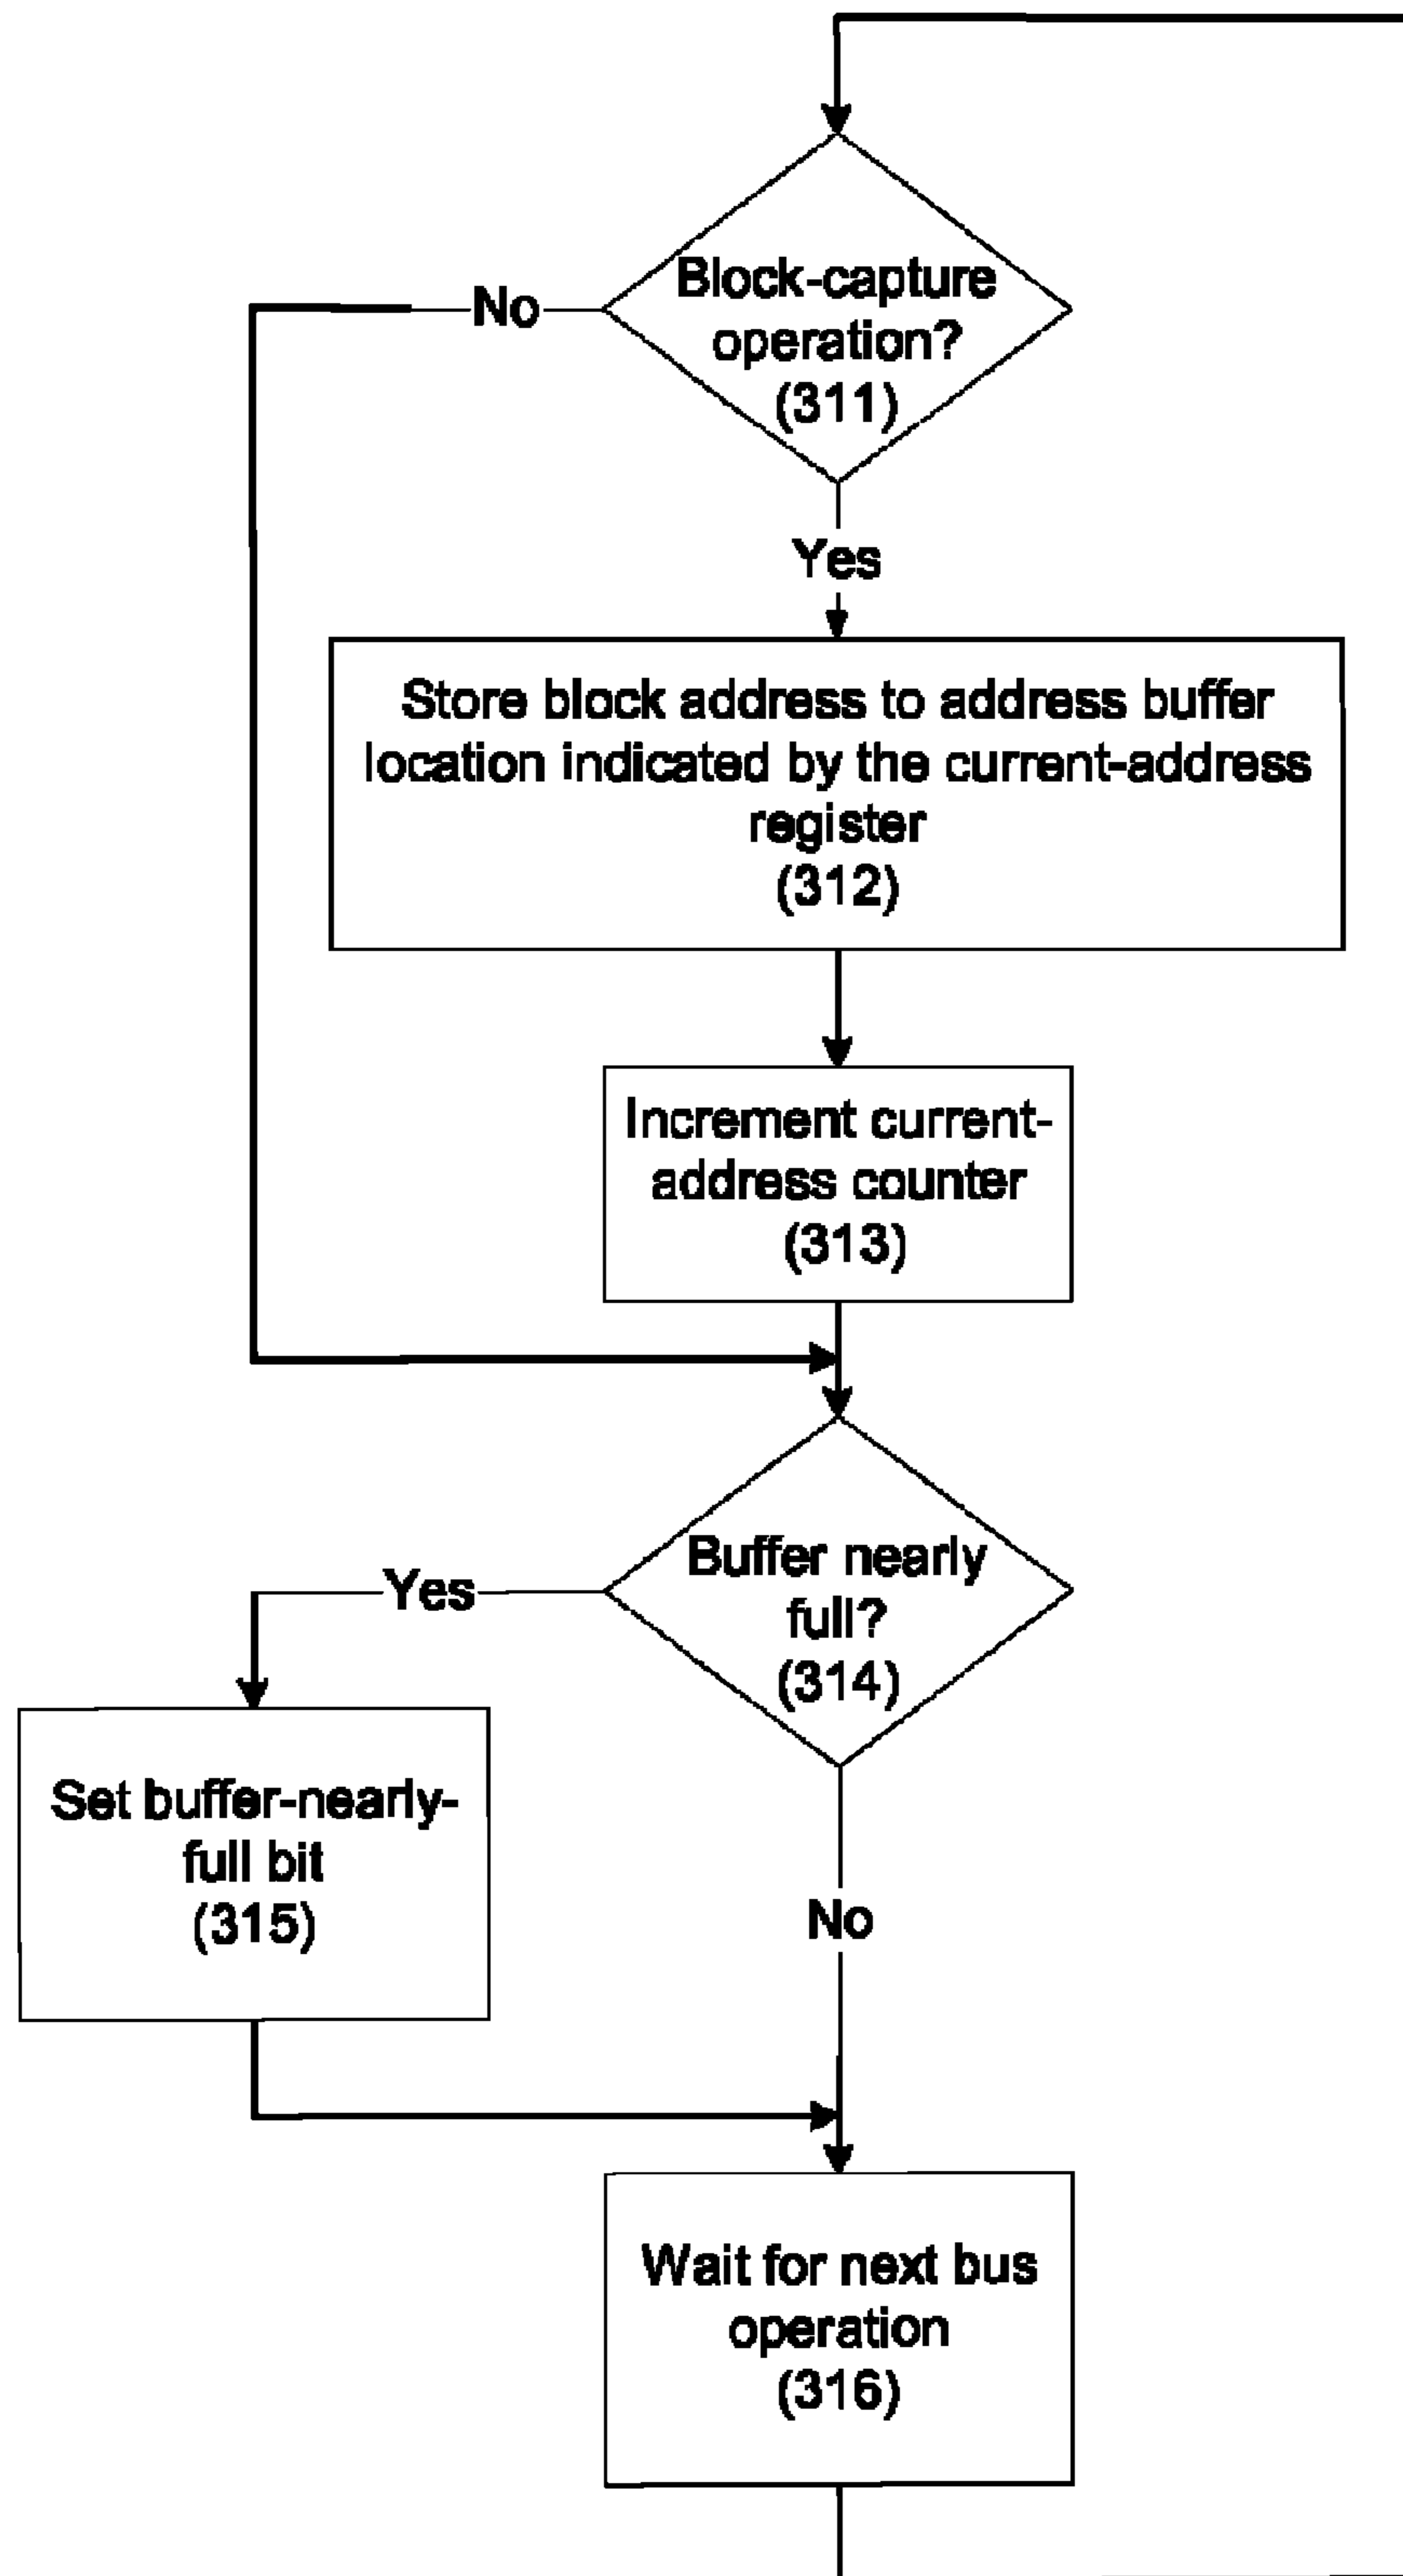 Block-capture
operation?
(311)
No
Yes
Store block address to address buffer
location indicated by the current-address
register
(312)
Increment current-
address counter
(313)
Buffer nearly
full?
(314)
Yes
Set buffer-nearly-
full bit
(315)
No
Wait for next bus
operation
(316)